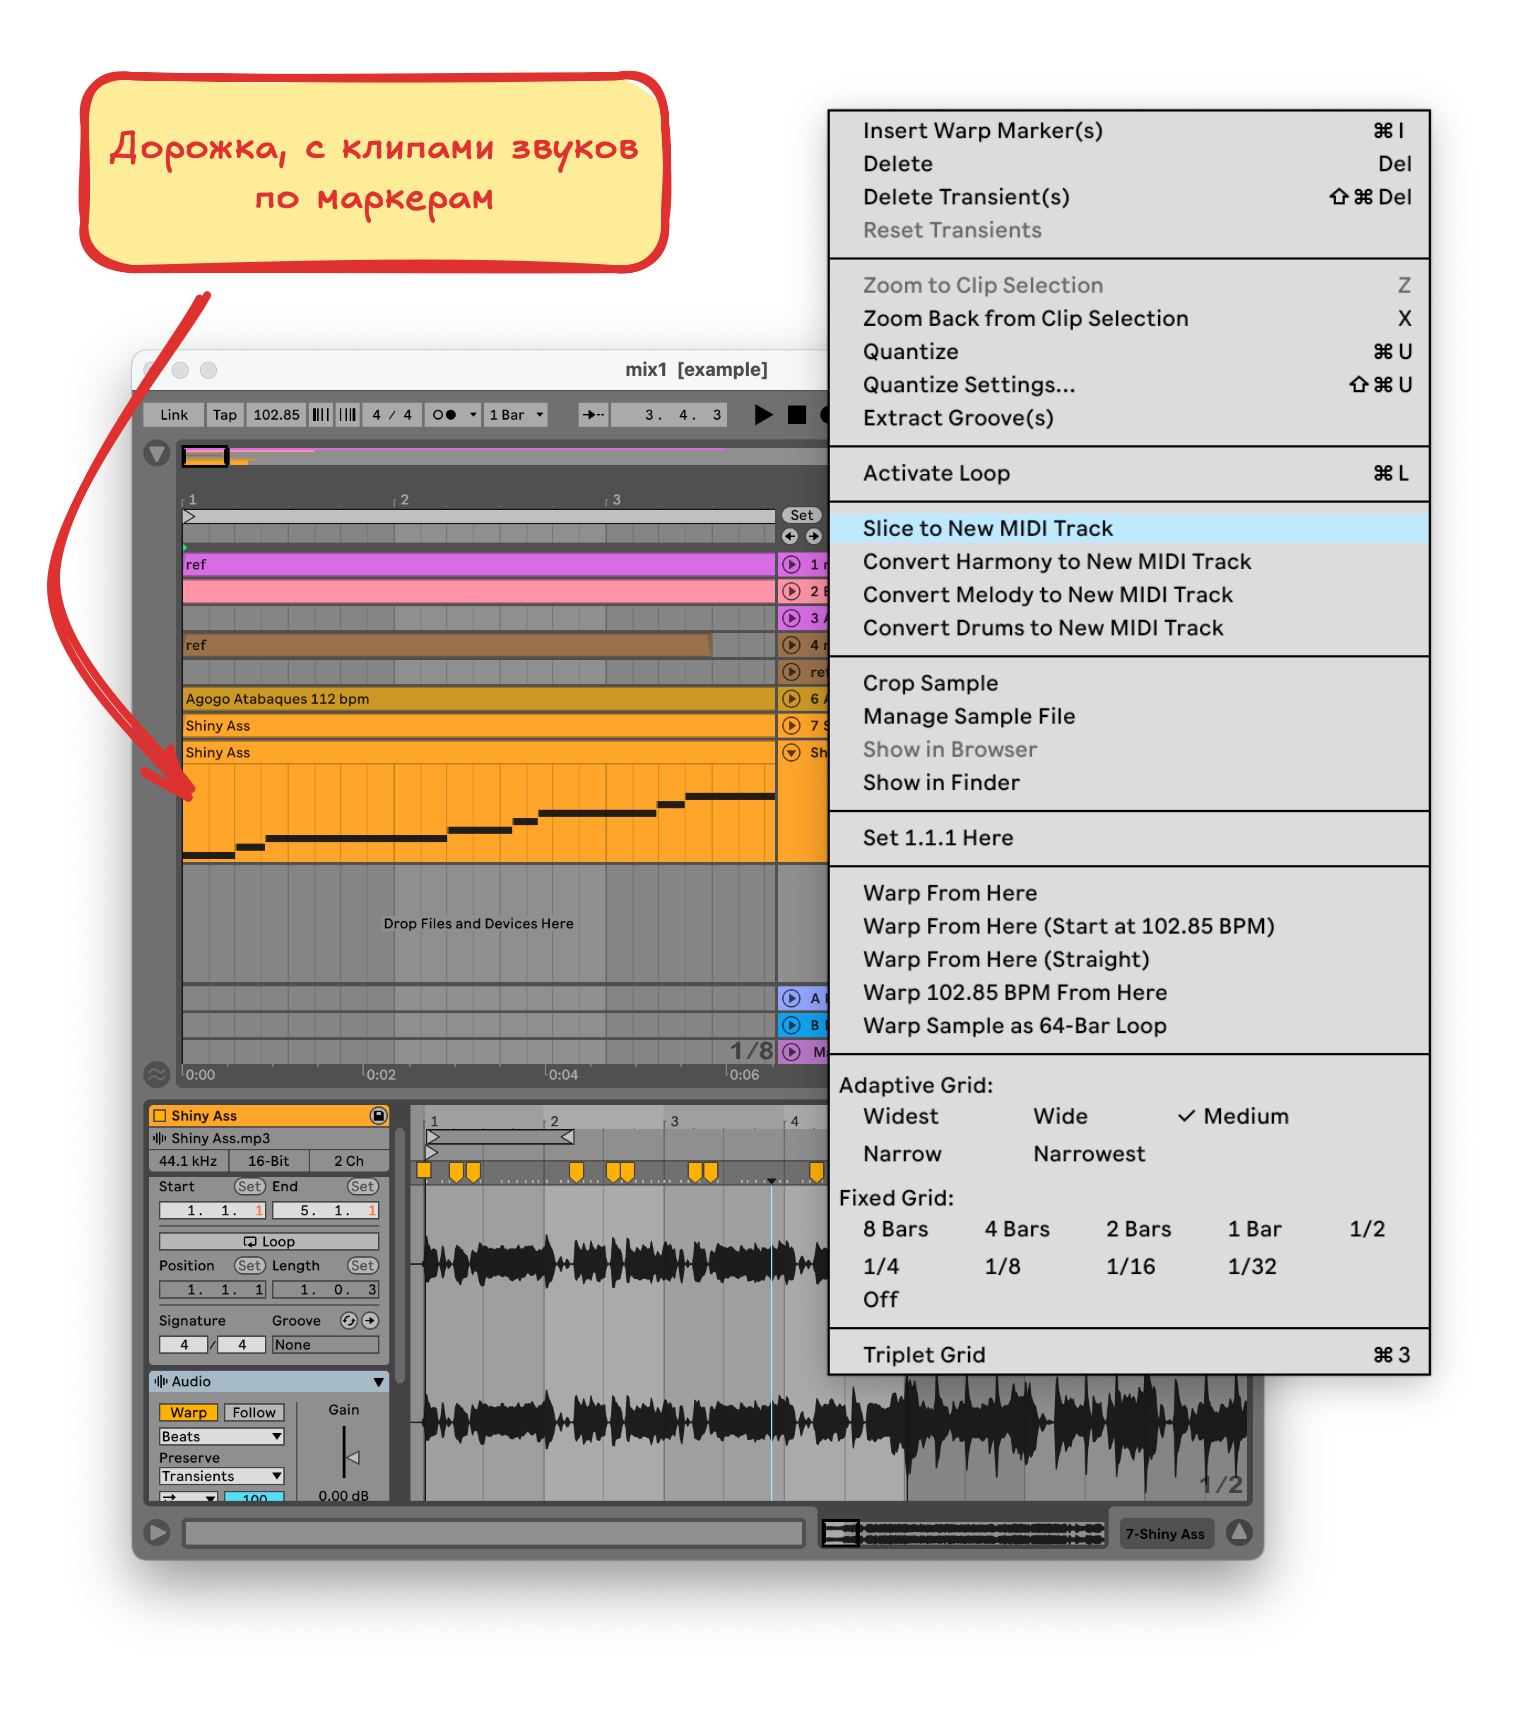 Дорожка, с клипами звуков
по маркерам
mix1 [example]
Link Tap 102.85 4 / 4 1 Bar 3. 4. 3
1 2 3
Set
ref 1
2
3
ref 4
Agogo Atabaques 112 bpm 6
Shiny Ass 7
Shiny Ass
Drop Files and Devices Here
A
B
1/8
0:00 0:02 0:04 0:06
Shiny Ass
Shiny Ass.mp3
44.1 kHz 16-Bit 2 Ch
Start Set End Set
1. 1. 1 5. 1. 1
Loop
Position Set Length Set
1. 1. 1 1. 0. 3
Signature Groove
4 / 4 None
Audio
Warp Follow Gain
Beats
Preserve
Transients
100 0.00 dB
1 2 3 4
1/2
7-Shiny Ass
Insert Warp Marker(s) ⌘ I
Delete Del
Delete Transient(s) ⇧ ⌘ Del
Reset Transients
Zoom to Clip Selection Z
Zoom Back from Clip Selection X
Quantize ⌘ U
Quantize Settings... ⇧ ⌘ U
Extract Groove(s)
Activate Loop ⌘ L
Slice to New MIDI Track
Convert Harmony to New MIDI Track
Convert Melody to New MIDI Track
Convert Drums to New MIDI Track
Crop Sample
Manage Sample File
Show in Browser
Show in Finder
Set 1.1.1 Here
Warp From Here
Warp From Here (Start at 102.85 BPM)
Warp From Here (Straight)
Warp 102.85 BPM From Here
Warp Sample as 64-Bar Loop
Adaptive Grid:
Widest Wide ✓ Medium
Narrow Narrowest
Fixed Grid:
8 Bars 4 Bars 2 Bars 1 Bar 1/2
1/4 1/8 1/16 1/32
Off
Triplet Grid ⌘ 3